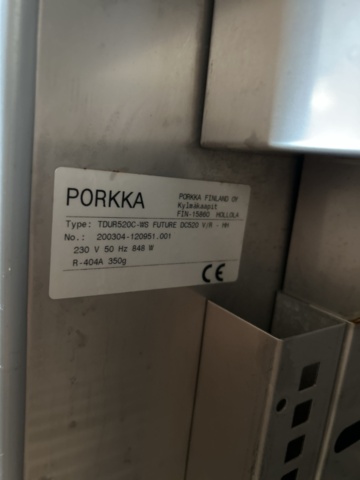 PORKKA
PORKKA FINLAND OY
Kylmäkaapit
FIN-15860 HOLLOLA
Type: TDUR520C-WS FUTURE DC520 V/R - HH
No.: 200304-120951.001
230 V 50 Hz 848 W
R-404A 350g
CE